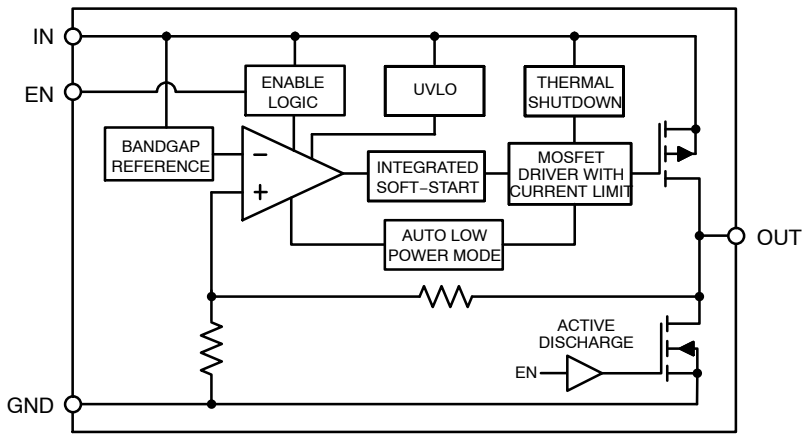 IN
EN
ENABLE
LOGIC
UVLO
THERMAL
SHUTDOWN
BANDGAP
REFERENCE
−
+
INTEGRATED
SOFT−START
MOSFET
DRIVER WITH
CURRENT LIMIT
AUTO LOW
POWER MODE
OUT
ACTIVE
DISCHARGE
EN
GND